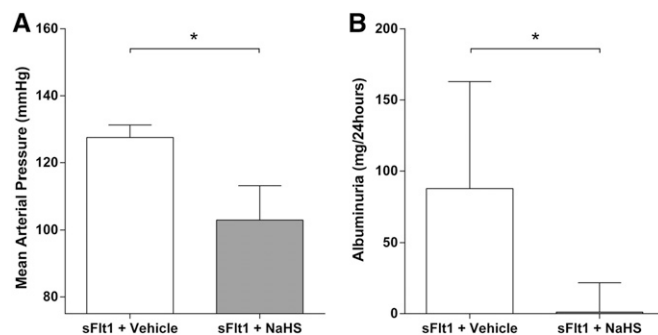 A
*
160
140
120
100
80
Mean Arterial Pressure (mmHg)
sFlt1 + Vehicle
sFlt1 + NaHS
B
*
200
150
100
50
0
Albuminuria (mg/24hours)
sFlt1 + Vehicle
sFlt1 + NaHS